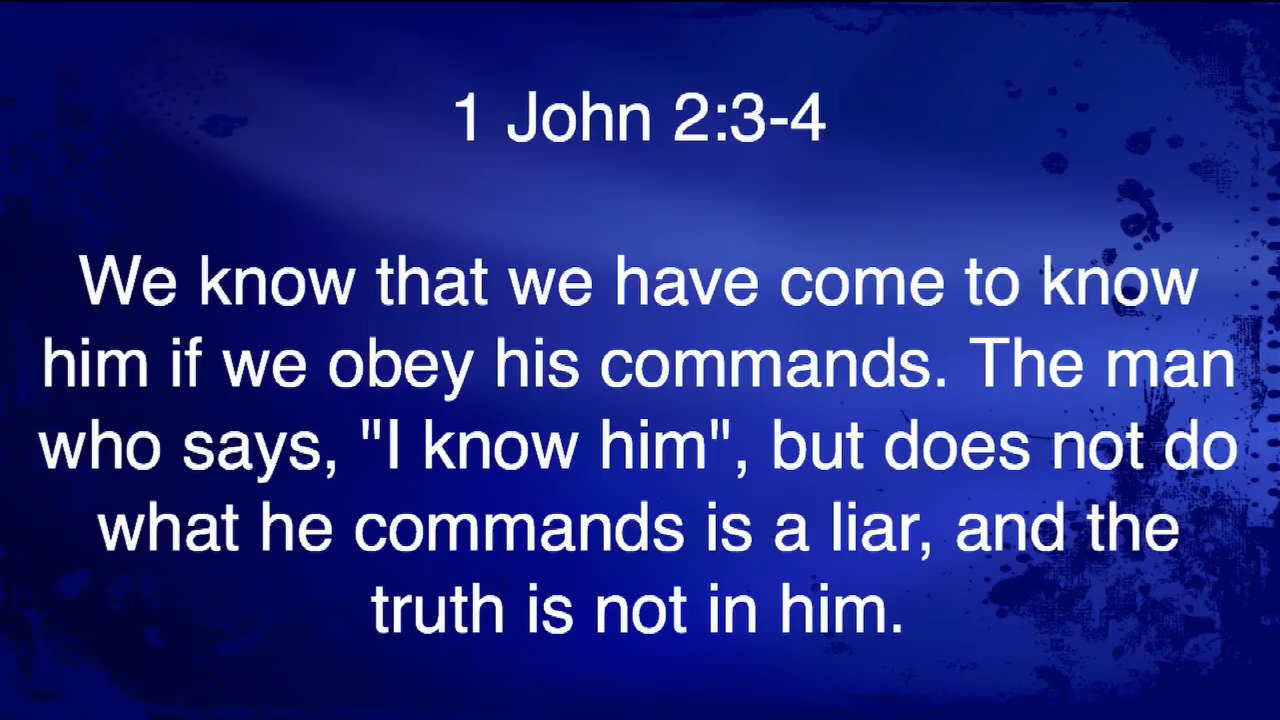 1 John 2:3-4
We know that we have come to know
him if we obey his commands. The man
who says, "I know him", but does not do
what he commands is a liar, and the
truth is not in him.